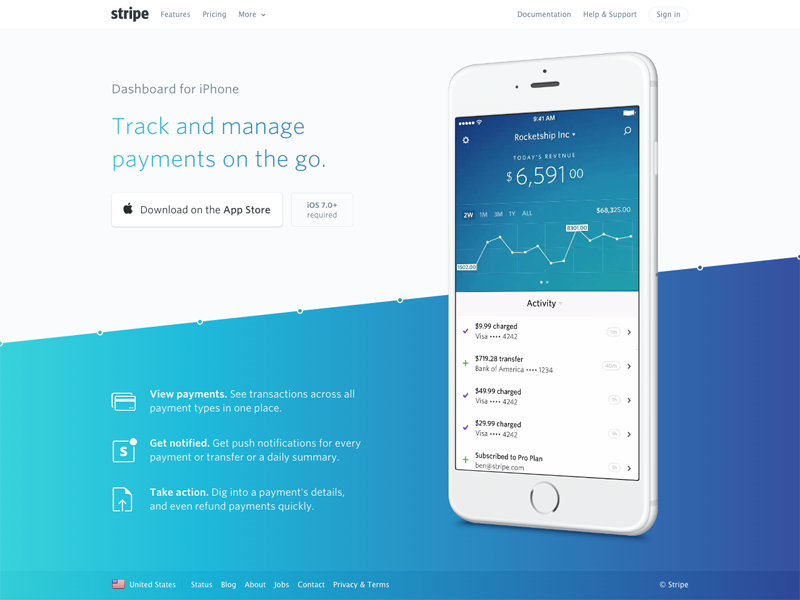 stripe Features Pricing More Documentation Help & Support Sign in
Dashboard for iPhone
Track and manage
payments on the go.
Download on the App Store
iOS 7.0+
required
9:41 AM
Rocketship Inc
TODAY'S REVENUE
$6,591.00
2W 1M 3M 1Y ALL $68,325.00
8301.00
1502.00
Activity
$9.99 charged
Visa •••• 4242
$719.28 transfer
Bank of America •••• 1234
40m
$49.99 charged
Visa •••• 4242
1h
$29.99 charged
Visa •••• 4242
1h
Subscribed to Pro Plan
ben@stripe.com
1h
View payments. See transactions across all
payment types in one place.
S
Get notified. Get push notifications for every
payment or transfer or a daily summary.
Take action. Dig into a payment's details,
and even refund payments quickly.
United States Status Blog About Jobs Contact Privacy & Terms © Stripe